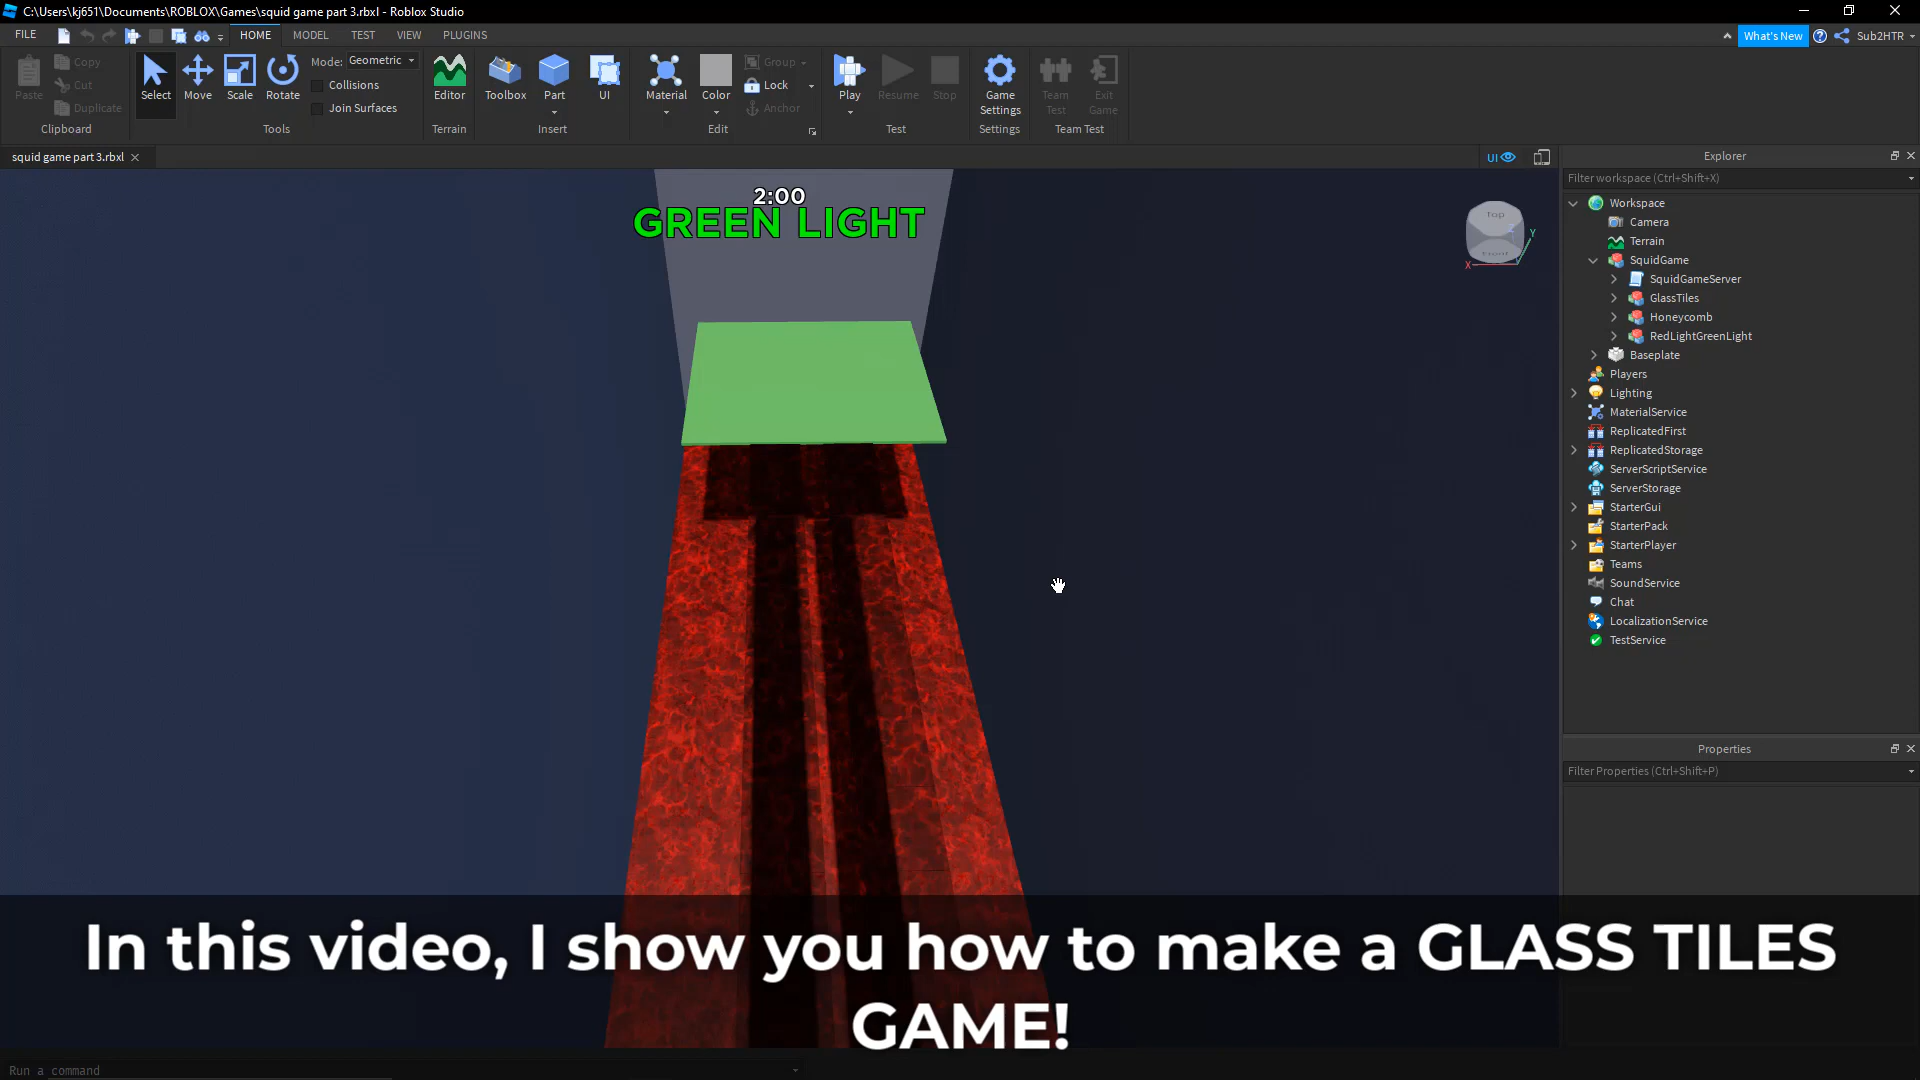 C:\Users\kj651\Documents\ROBLOX\Games\squid game part 3.rbxl - Roblox Studio
FILE HOME MODEL TEST VIEW PLUGINS What's New Sub2HTR
Paste
Copy
Cut
Duplicate
Clipboard
Select
Move
Scale
Rotate
Mode: Geometric
Collisions
Join Surfaces
Tools
Editor
Terrain
Toolbox
Part
UI
Insert
Material
Color
Group
Lock
Anchor
Edit
Play
Resume
Stop
Test
Game
Settings
Settings
Team
Test
Exit
Game
Team Test
squid game part 3.rbxl
UI
2:00
GREEN LIGHT
Top
Front
X
Y
Z
Explorer
Filter workspace (Ctrl+Shift+X)
Workspace
Camera
Terrain
SquidGame
SquidGameServer
GlassTiles
Honeycomb
RedLightGreenLight
Baseplate
Players
Lighting
MaterialService
ReplicatedFirst
ReplicatedStorage
ServerScriptService
ServerStorage
StarterGui
StarterPack
StarterPlayer
Teams
SoundService
Chat
LocalizationService
TestService
Properties
Filter Properties (Ctrl+Shift+P)
In this video, I show you how to make a GLASS TILES
GAME!
Run a command